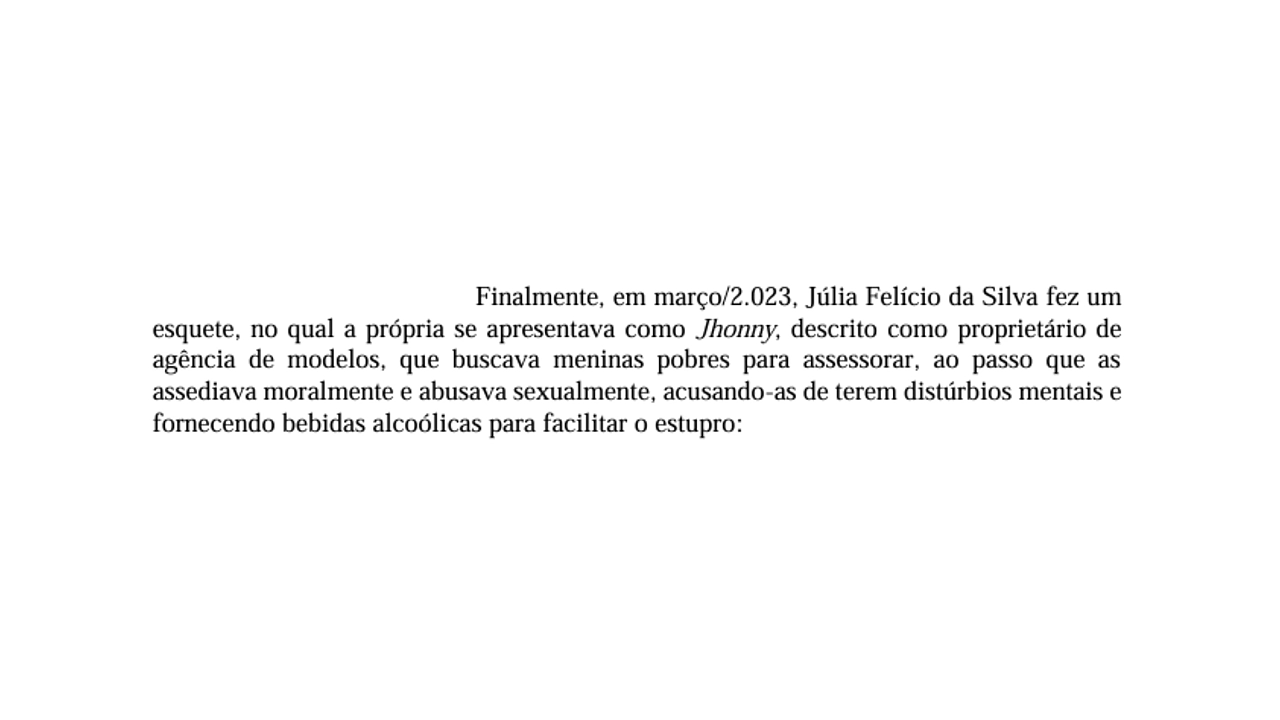 Finalmente, em março/2.023, Júlia Felício da Silva fez um
esquete, no qual a própria se apresentava como Jhonny, descrito como proprietário de
agência de modelos, que buscava meninas pobres para assessorar, ao passo que as
assediava moralmente e abusava sexualmente, acusando-as de terem distúrbios mentais e
fornecendo bebidas alcoólicas para facilitar o estupro: